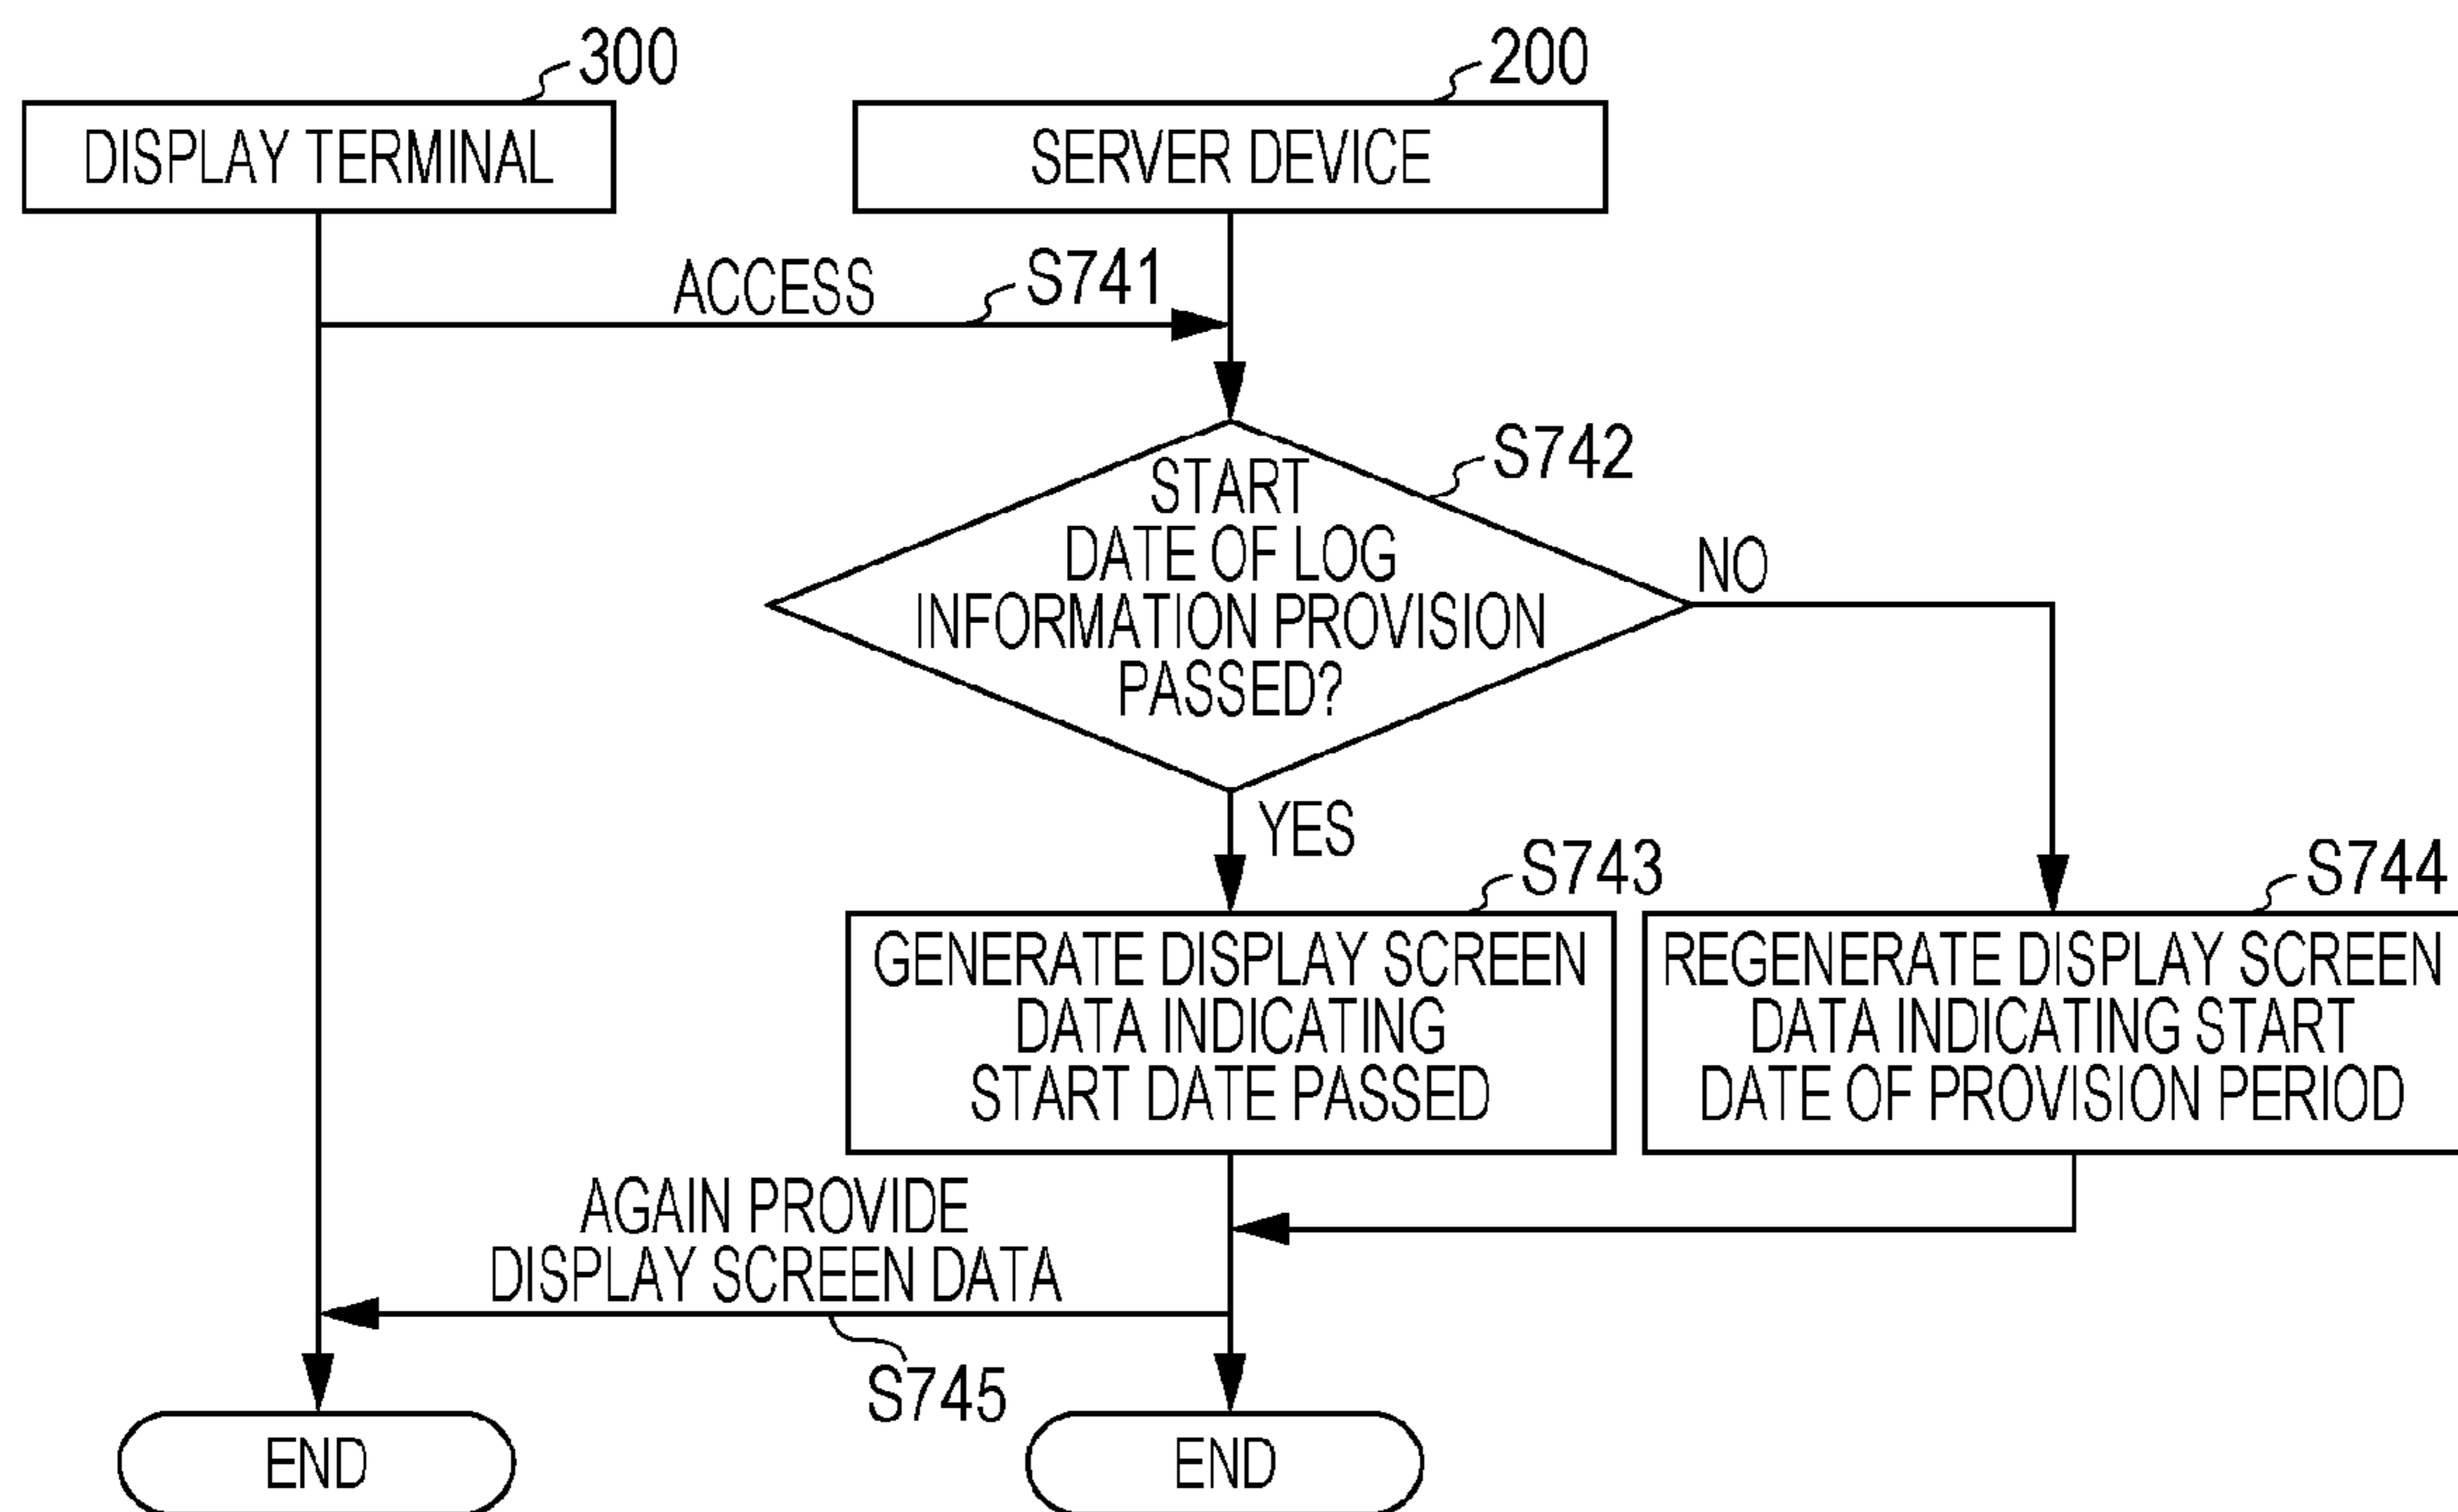 300
200
DISPLAY TERMINAL
SERVER DEVICE
ACCESS
S741
S742
START
DATE OF LOG
INFORMATION PROVISION
PASSED?
NO
YES
S743
S744
GENERATE DISPLAY SCREEN
DATA INDICATING
START DATE PASSED
REGENERATE DISPLAY SCREEN
DATA INDICATING START
DATE OF PROVISION PERIOD
AGAIN PROVIDE
DISPLAY SCREEN DATA
S745
END
END